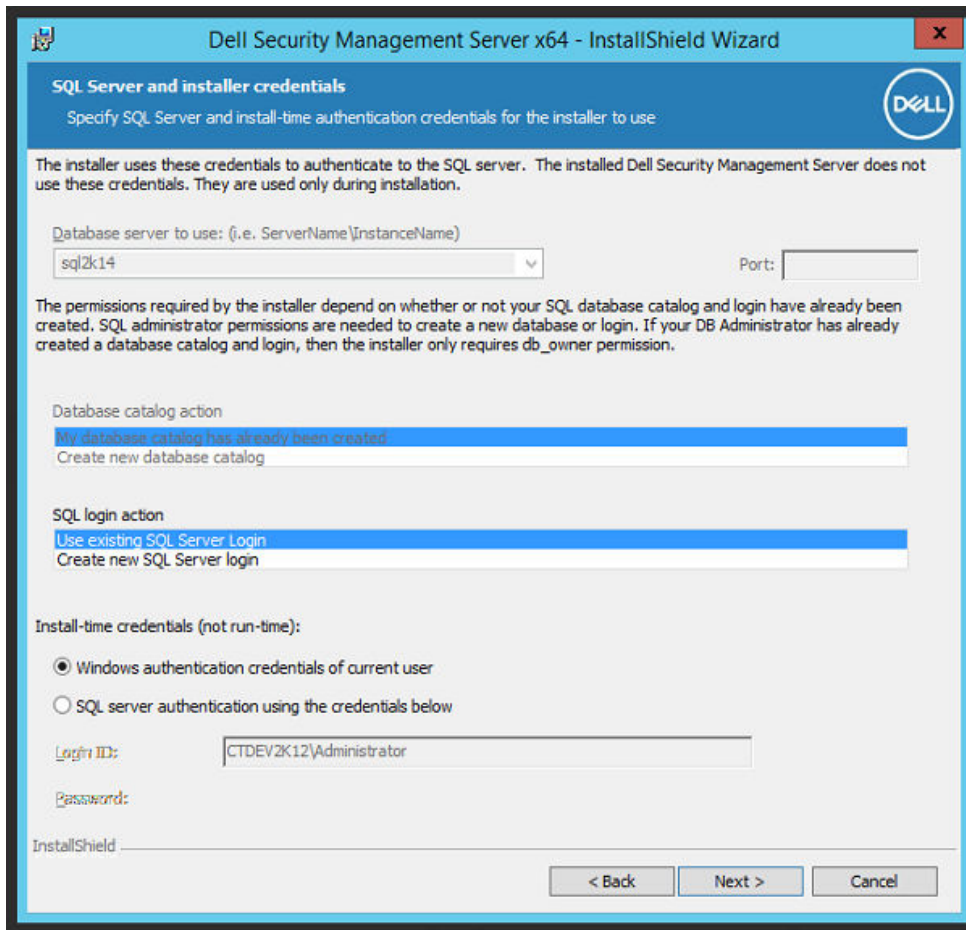 Dell Security Management Server x64 - InstallShield Wizard
x
SQL Server and installer credentials
Specify SQL Server and install-time authentication credentials for the installer to use
DELL
The installer uses these credentials to authenticate to the SQL server. The installed Dell Security Management Server does not
use these credentials. They are used only during installation.
Database server to use: (i.e. ServerName\InstanceName)
sql2k14
Port:
The permissions required by the installer depend on whether or not your SQL database catalog and login have already been
created. SQL administrator permissions are needed to create a new database or login. If your DB Administrator has already
created a database catalog and login, then the installer only requires db_owner permission.
Database catalog action
My database catalog has already been created
Create new database catalog
SQL login action
Use existing SQL Server Login
Create new SQL Server login
Install-time credentials (not run-time):
Windows authentication credentials of current user
SQL server authentication using the credentials below
Login ID:
CTDEV2K12\Administrator
Password:
InstallShield
< Back
Next >
Cancel